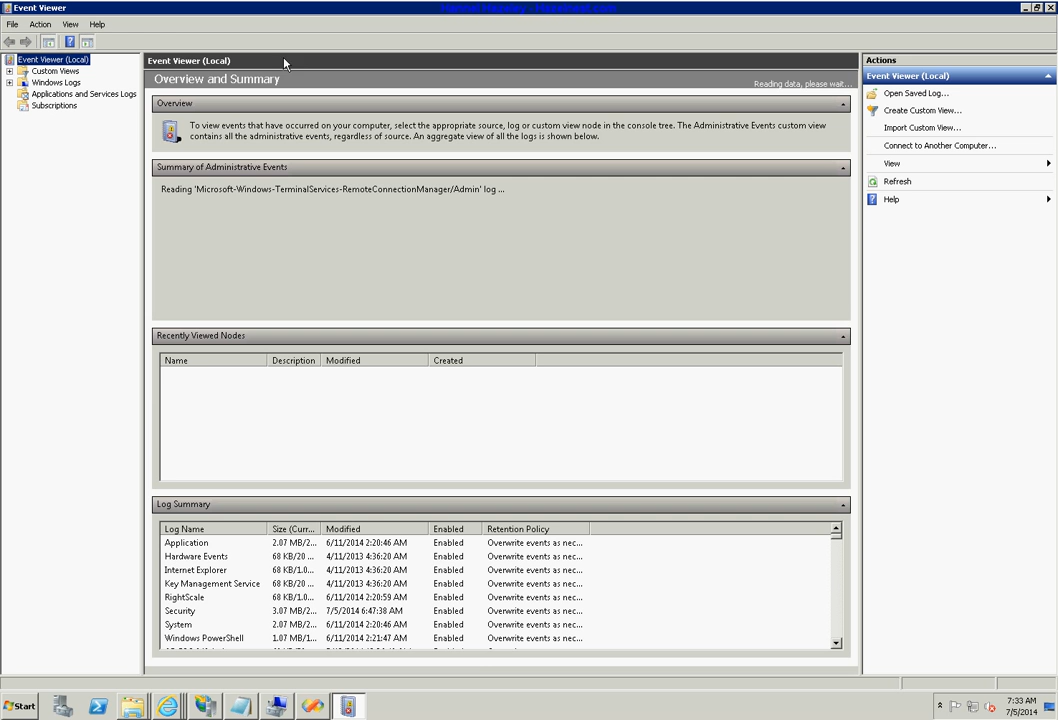 Event Viewer
File Action View Help
Event Viewer (Local)
Custom Views
Windows Logs
Applications and Services Logs
Subscriptions
Event Viewer (Local)
Overview and Summary
Reading data, please wait...
Overview
To view events that have occurred on your computer, select the appropriate source, log or custom view node in the console tree. The Administrative Events custom view
contains all the administrative events, regardless of source. An aggregate view of all the logs is shown below.
Summary of Administrative Events
Reading 'Microsoft-Windows-TerminalServices-RemoteConnectionManager/Admin' log ...
Recently Viewed Nodes
Name Description Modified Created
Log Summary
Log Name Size (Curr... Modified Enabled Retention Policy
Application 2.07 MB/2... 6/11/2014 2:20:46 AM Enabled Overwrite events as nec...
Hardware Events 68 KB/20 ... 4/11/2013 4:36:20 AM Enabled Overwrite events as nec...
Internet Explorer 68 KB/1.0... 4/11/2013 4:36:20 AM Enabled Overwrite events as nec...
Key Management Service 68 KB/20 ... 4/11/2013 4:36:20 AM Enabled Overwrite events as nec...
RightScale 68 KB/1.0... 6/11/2014 2:20:59 AM Enabled Overwrite events as nec...
Security 3.07 MB/2... 7/5/2014 6:47:38 AM Enabled Overwrite events as nec...
System 2.07 MB/2... 6/11/2014 2:20:46 AM Enabled Overwrite events as nec...
Windows PowerShell 1.07 MB/1... 6/11/2014 2:21:47 AM Enabled Overwrite events as nec...
Actions
Event Viewer (Local)
Open Saved Log...
Create Custom View...
Import Custom View...
Connect to Another Computer...
View
Refresh
Help
Start
7:33 AM
7/5/2014